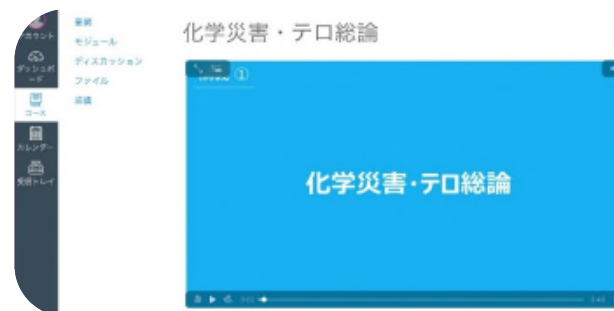 アカウント
ダッシュボ
ード
コース
カレンダー
受信トレイ
モジュール
ディスカッション
ファイル
成績
化学災害・テロ総論
①
化学災害・テロ総論
0:02